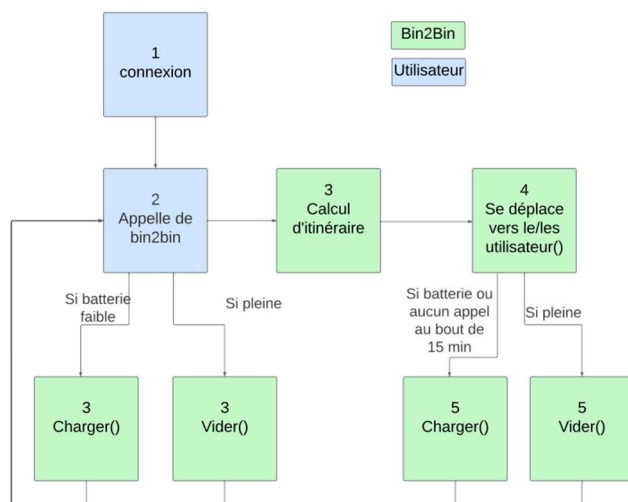 1
connexion
Bin2Bin
Utilisateur
2
Appelle de
bin2bin
3
Calcul
d'itinéraire
4
Se déplace
vers le/les
utilisateur()
Si batterie
faible
Si pleine
Si batterie ou
aucun appel
au bout de
15 min
Si pleine
3
Charger()
3
Vider()
5
Charger()
5
Vider()